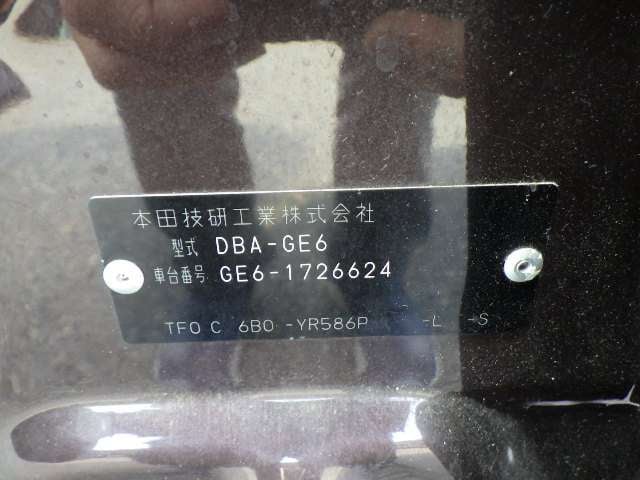 本田技研工業株式会社
型式 DBA-GE6
車台番号 GE6-1726624
TF0 C 6B0 -YR586P -L -S